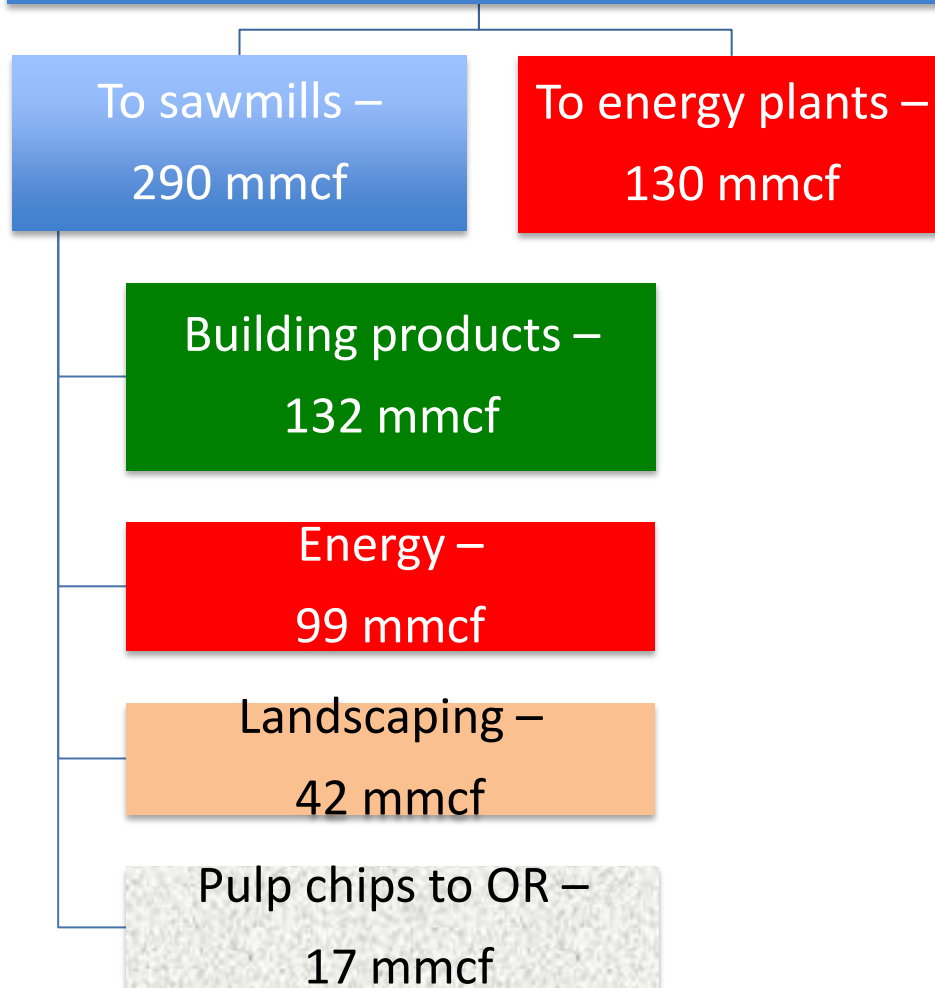 To sawmills –
290 mmcf
To energy plants –
130 mmcf
Building products –
132 mmcf
Energy –
99 mmcf
Landscaping –
42 mmcf
Pulp chips to OR –
17 mmcf